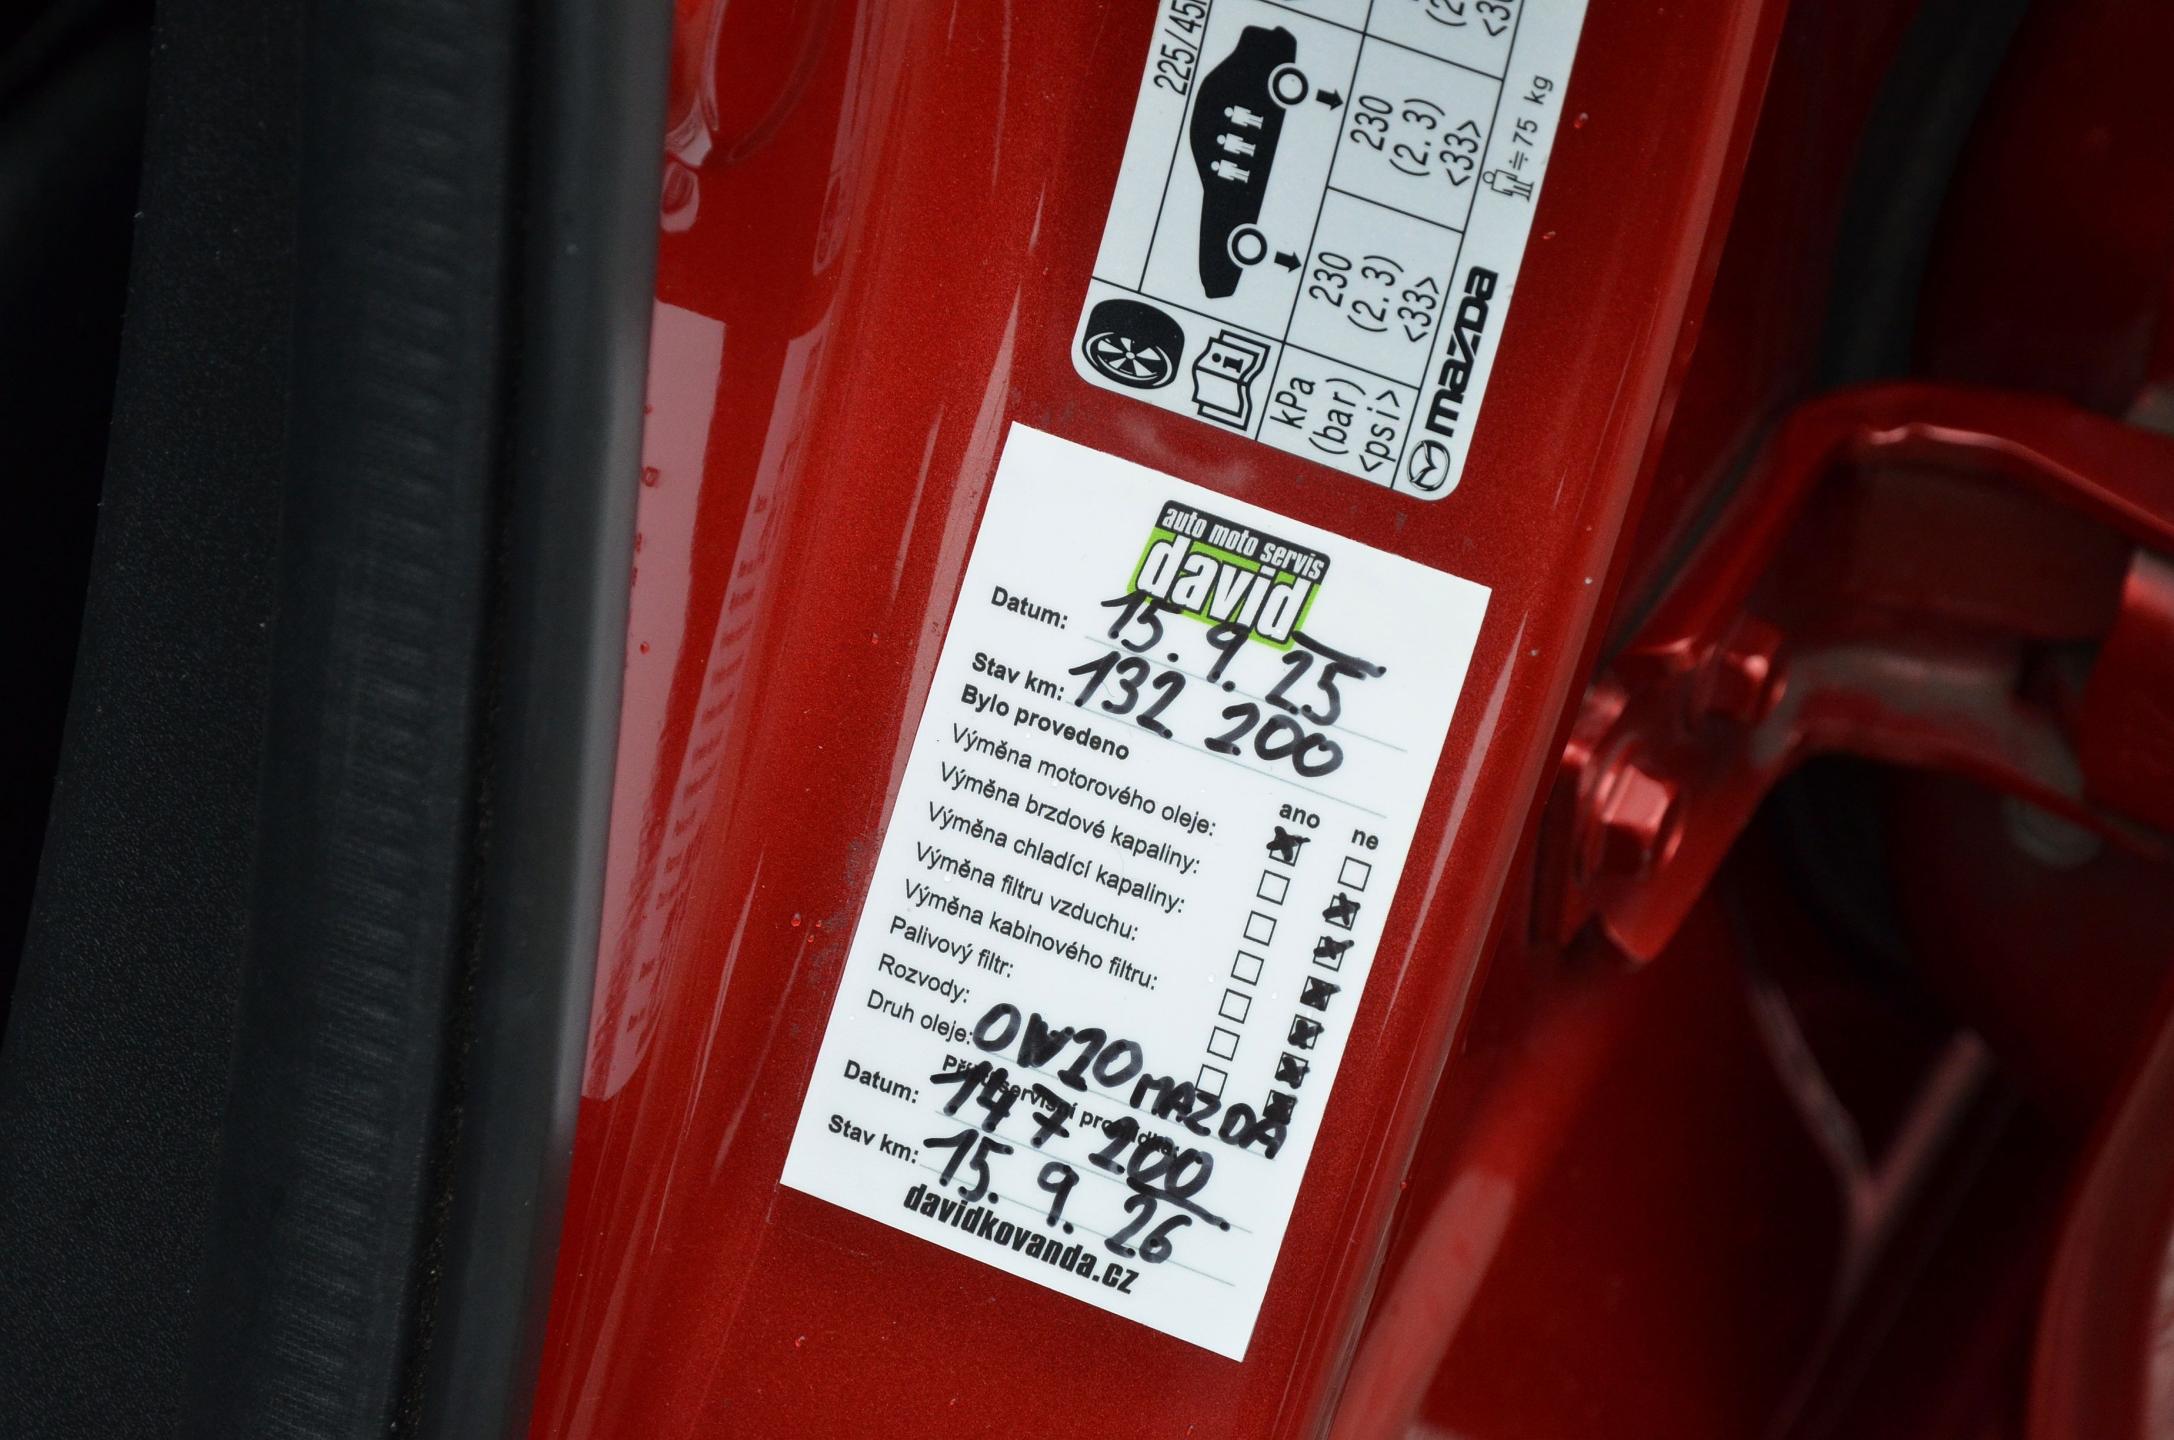 225/45
230
(2.3)
<33>
230
(2.3)
<33>
kPa
(bar)
<psi>
≒75 kg
mazda
auto moto servis
david
Datum: 15. 9. 25
Stav km: 132 200
Bylo provedeno
ano ne
Výměna motorového oleje:
Výměna brzdové kapaliny:
Výměna chladící kapaliny:
Výměna filtru vzduchu:
Výměna kabinového filtru:
Palivový filtr:
Rozvody:
Druh oleje: 0W20 MAZDA
servisní
Datum: 147 200
Stav km: 15. 9. 26
davidkovanda.cz